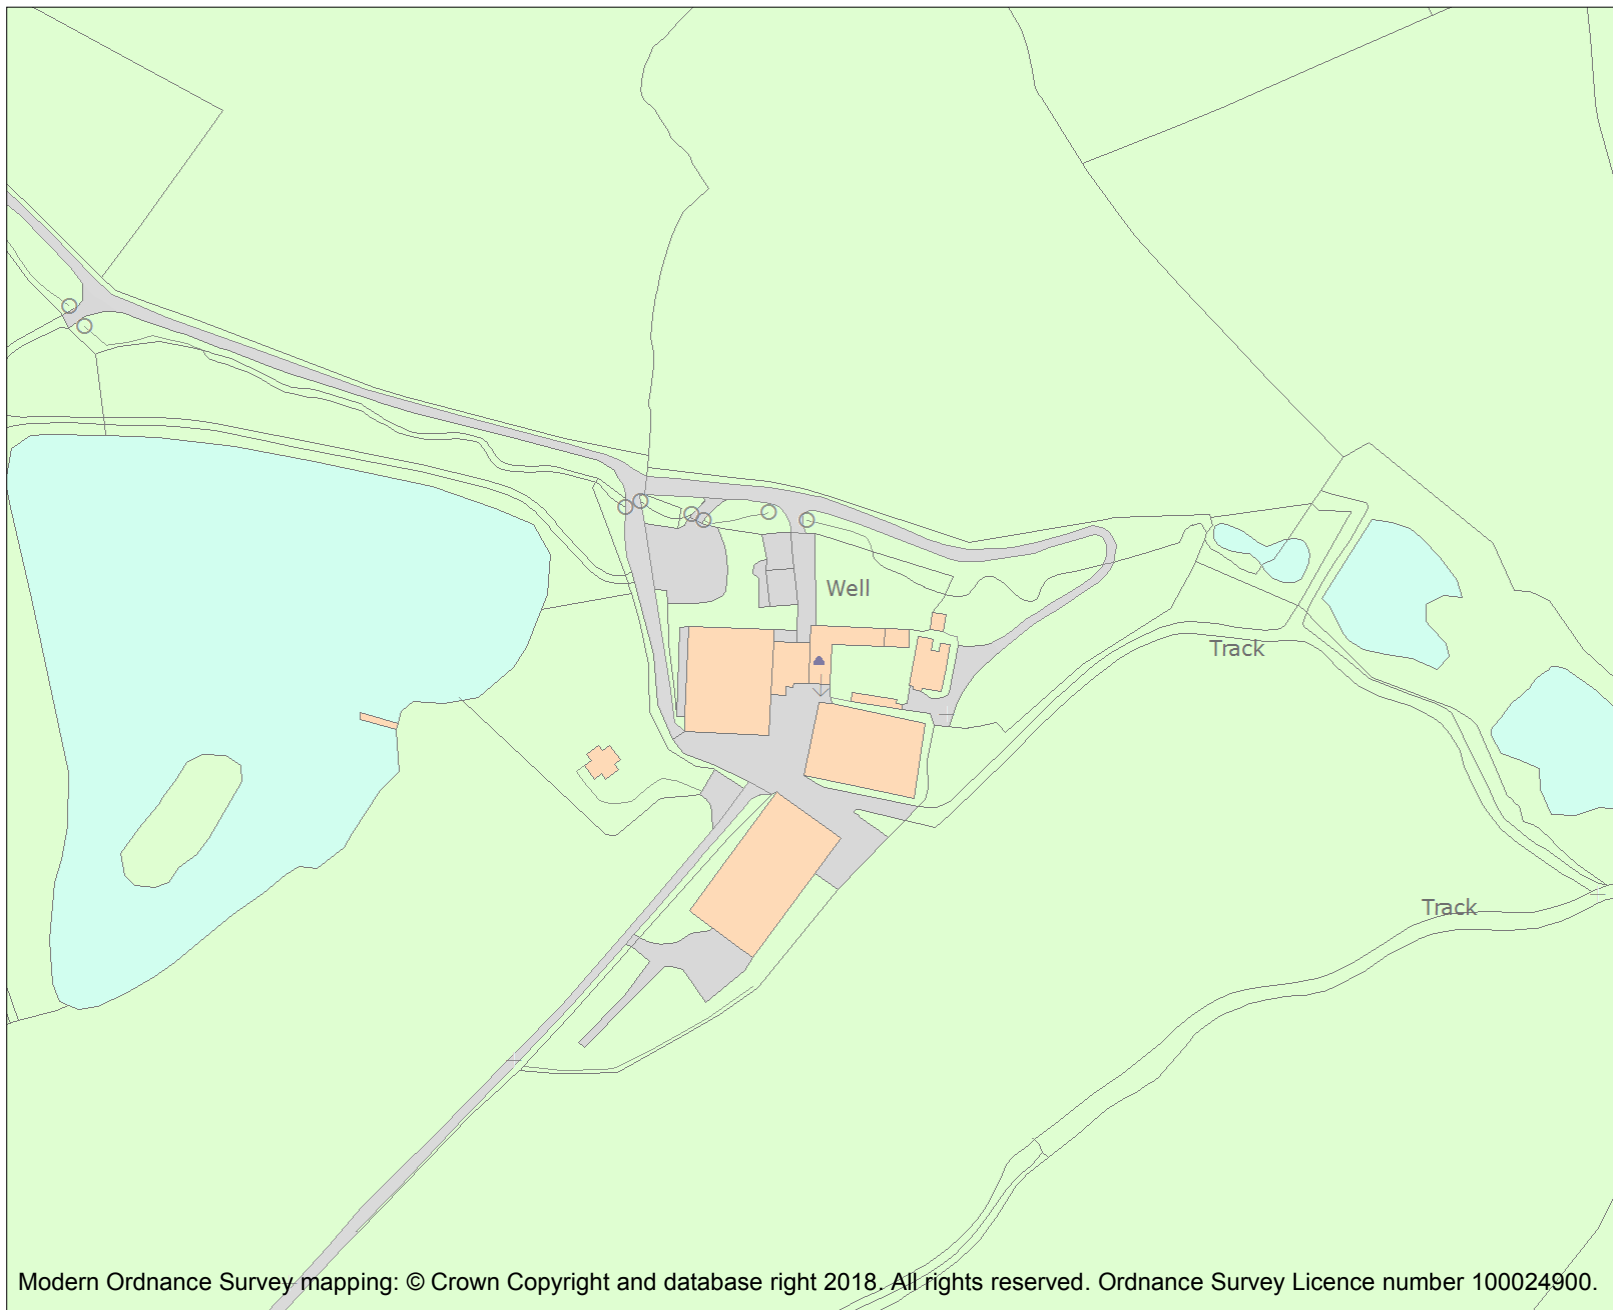 Well
Track
Track
Modern Ordnance Survey mapping: © Crown Copyright and database right 2018. All rights reserved. Ordnance Survey Licence number 100024900.